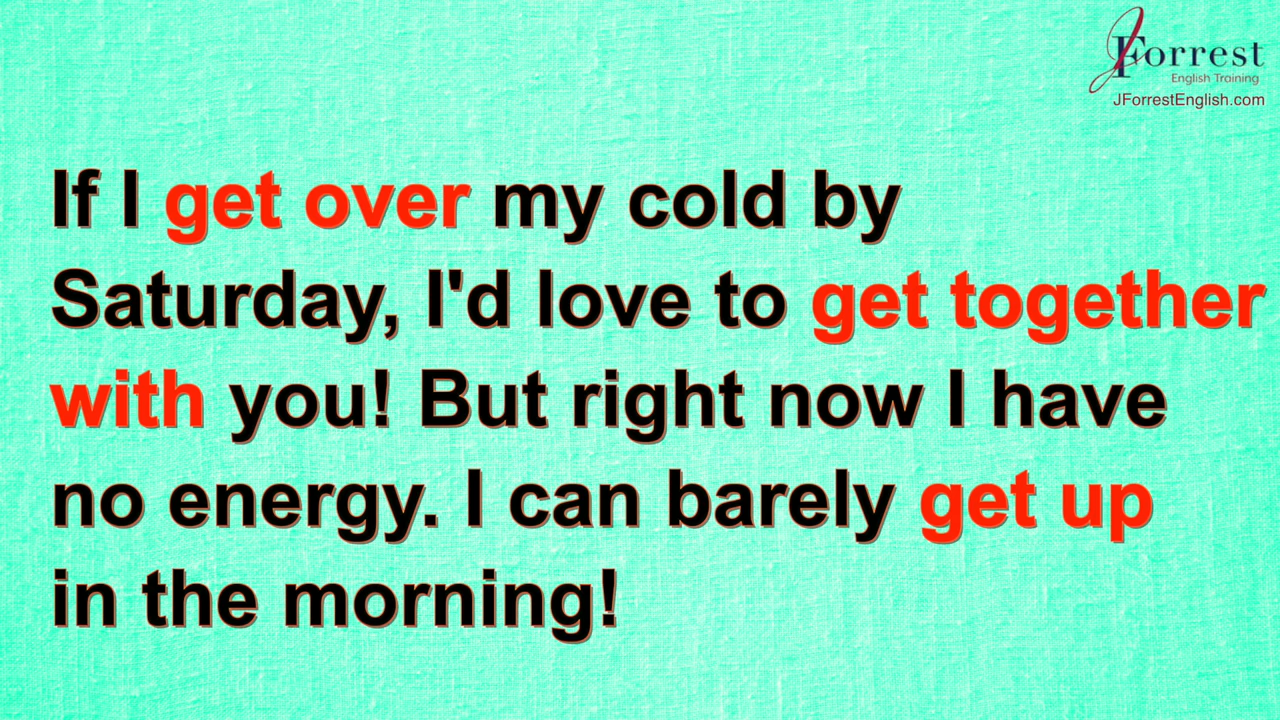 JForrest
English Training
JForrestEnglish.com
If I get over my cold by
Saturday, I'd love to get together
with you! But right now I have
no energy. I can barely get up
in the morning!